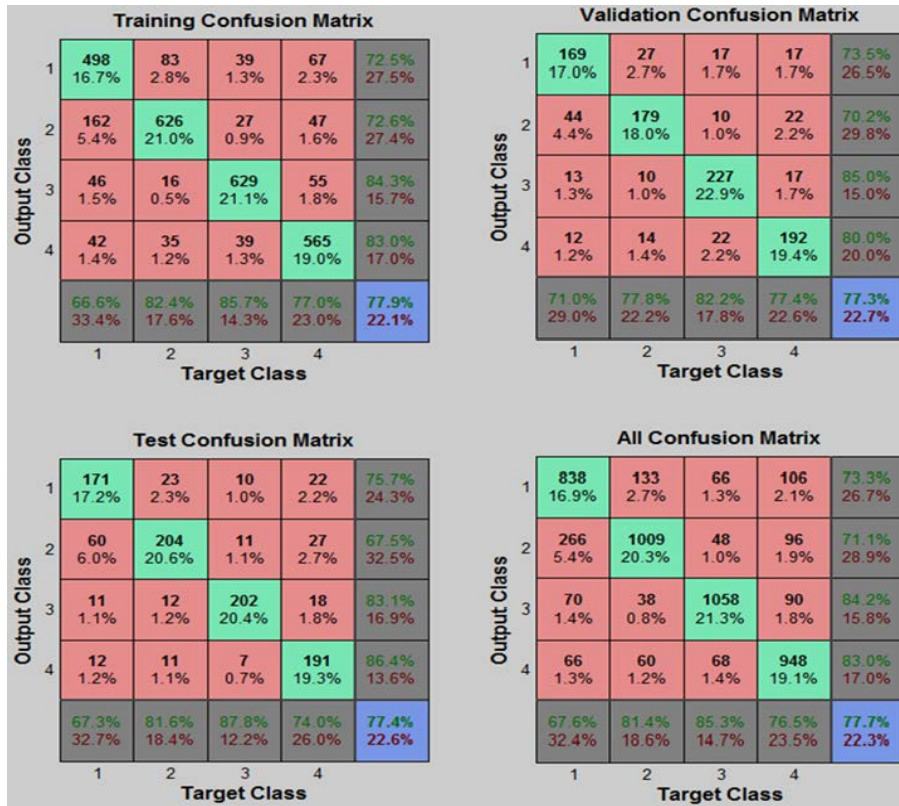 Training Confusion Matrix
498 83 39 67 72.5%
1
16.7% 2.8% 1.3% 2.3% 27.5%
162 626 27 47 72.6%
2
5.4% 21.0% 0.9% 1.6% 27.4%
46 16 629 55 84.3%
3
1.5% 0.5% 21.1% 1.8% 15.7%
42 35 39 565 83.0%
4
1.4% 1.2% 1.3% 19.0% 17.0%
66.6% 82.4% 85.7% 77.0% 77.9%
33.4% 17.6% 14.3% 23.0% 22.1%
1 2 3 4
Target Class
Output Class
Validation Confusion Matrix
169 27 17 17 73.5%
1
17.0% 2.7% 1.7% 1.7% 26.5%
44 179 10 22 70.2%
2
4.4% 18.0% 1.0% 2.2% 29.8%
13 10 227 17 85.0%
3
1.3% 1.0% 22.9% 1.7% 15.0%
12 14 22 192 80.0%
4
1.2% 1.4% 2.2% 19.4% 20.0%
71.0% 77.8% 82.2% 77.4% 77.3%
29.0% 22.2% 17.8% 22.6% 22.7%
1 2 3 4
Target Class
Output Class
Test Confusion Matrix
171 23 10 22 75.7%
1
17.2% 2.3% 1.0% 2.2% 24.3%
60 204 11 27 67.5%
2
6.0% 20.6% 1.1% 2.7% 32.5%
11 12 202 18 83.1%
3
1.1% 1.2% 20.4% 1.8% 16.9%
12 11 7 191 86.4%
4
1.2% 1.1% 0.7% 19.3% 13.6%
67.3% 81.6% 87.8% 74.0% 77.4%
32.7% 18.4% 12.2% 26.0% 22.6%
1 2 3 4
Target Class
Output Class
All Confusion Matrix
838 133 66 106 73.3%
1
16.9% 2.7% 1.3% 2.1% 26.7%
266 1009 48 96 71.1%
2
5.4% 20.3% 1.0% 1.9% 28.9%
70 38 1058 90 84.2%
3
1.4% 0.8% 21.3% 1.8% 15.8%
66 60 68 948 83.0%
4
1.3% 1.2% 1.4% 19.1% 17.0%
67.6% 81.4% 85.3% 76.5% 77.7%
32.4% 18.6% 14.7% 23.5% 22.3%
1 2 3 4
Target Class
Output Class